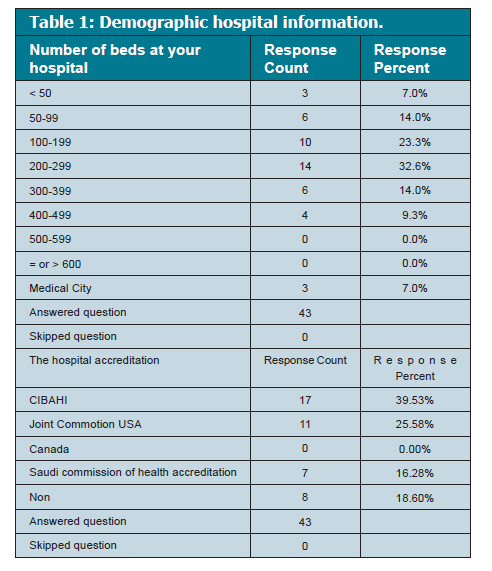 Table 1: Demographic hospital information.
Number of beds at your hospital Response Count Response Percent
< 50 3 7.0%
50-99 6 14.0%
100-199 10 23.3%
200-299 14 32.6%
300-399 6 14.0%
400-499 4 9.3%
500-599 0 0.0%
= or > 600 0 0.0%
Medical City 3 7.0%
Answered question 43
Skipped question 0
The hospital accreditation Response Count R e s p o n s e Percent
CIBAHI 17 39.53%
Joint Commotion USA 11 25.58%
Canada 0 0.00%
Saudi commission of health accreditation 7 16.28%
Non 8 18.60%
Answered question 43
Skipped question 0